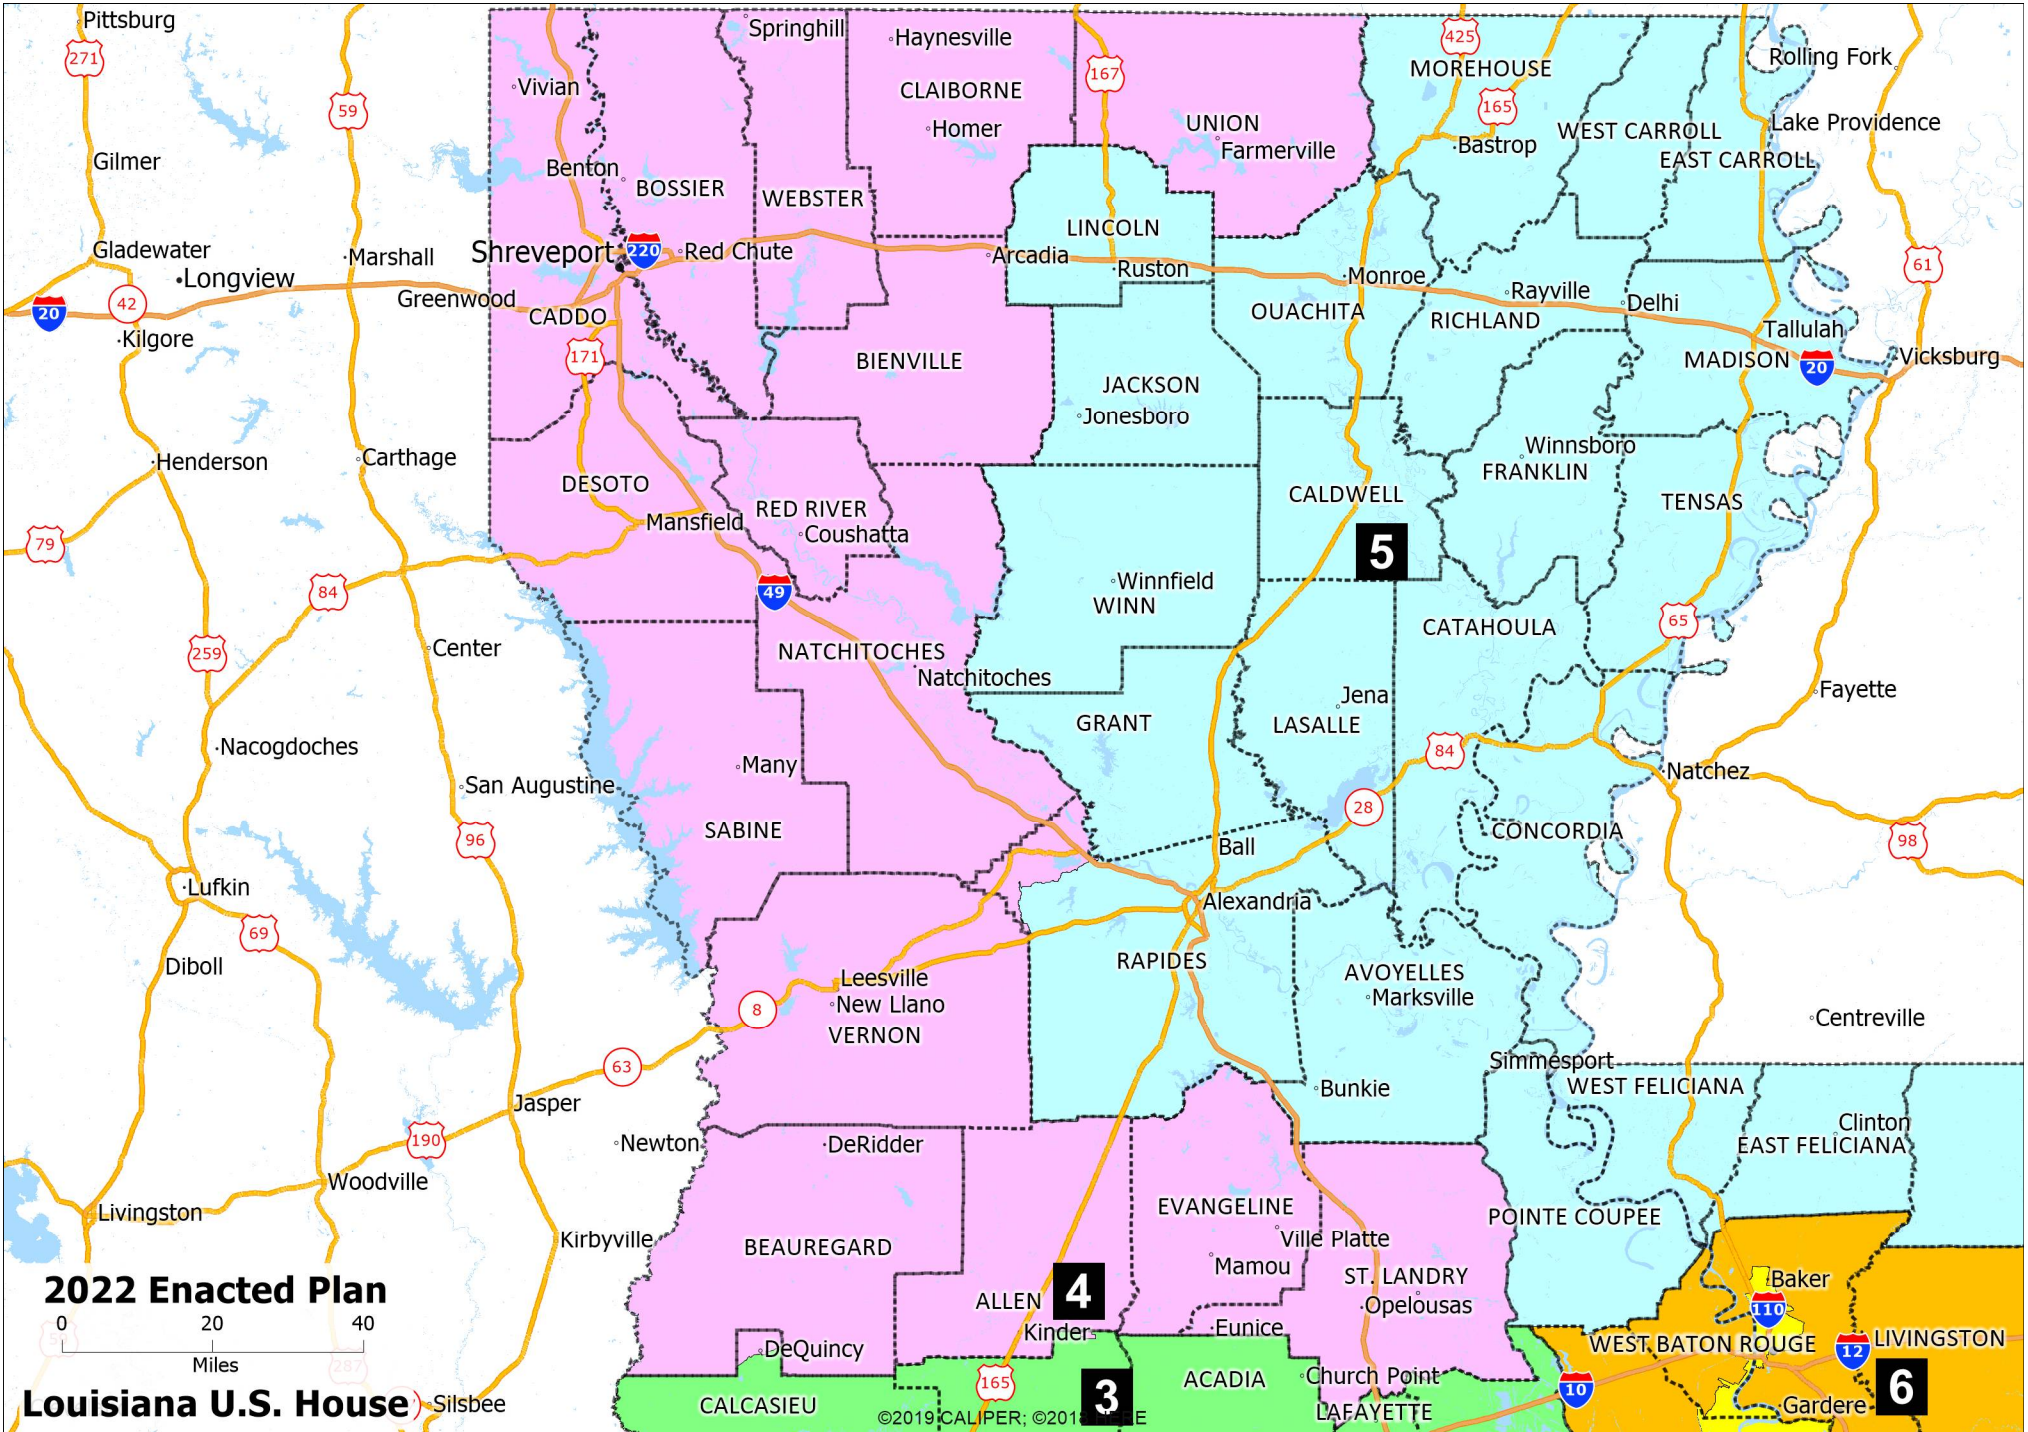 Pittsburg
271
59
Springhill
Haynesville
167
425
Rolling Fork
MOREHOUSE
Vivian
CLAIBORNE
165
Homer
UNION
Farmerville
WEST CARROLL
Lake Providence
Bastrop
EAST CARROLL
Gilmer
Benton
BOSSIER
WEBSTER
LINCOLN
Gladewater
Marshall
Shreveport
220
Red Chute
Arcadia
Ruston
Monroe
61
Longview
Greenwood
20
42
CADDO
OUACHITA
Rayville
RICHLAND
Delhi
Kilgore
171
BIENVILLE
Tallulah
MADISON
20
Vicksburg
JACKSON
Jonesboro
Henderson
Carthage
Winnsboro
FRANKLIN
DESOTO
RED RIVER
CALDWELL
TENSAS
Mansfield
Coushatta
79
5
84
49
Winnfield
WINN
65
CATAHOULA
259
Center
NATCHITOCHES
Natchitoches
Jena
Fayette
GRANT
LASALLE
84
Nacogdoches
Many
Natchez
San Augustine
28
SABINE
CONCORDIA
96
Ball
98
Lufkin
Alexandria
69
Diboll
RAPIDES
Leesville
AVOYELLES
Marksville
8
New Llano
VERNON
Centreville
63
Simmesport
WEST FELICIANA
Bunkie
Jasper
190
Newton
DeRidder
Clinton
EAST FELICIANA
Woodville
Livingston
EVANGELINE
POINTE COUPEE
Kirbyville
BEAUREGARD
Ville Platte
Mamou
ST. LANDRY
2022 Enacted Plan
ALLEN
4
Opelousas
Baker
110
0 20 40
Kinder
Eunice
WEST BATON ROUGE
12
LIVINGSTON
59
Miles
DeQuincy
287
165
3
ACADIA
Church Point
10
6
Louisiana U.S. House
Silsbee
CALCASIEU
LAFAYETTE
Gardere
©2019 CALIPER; ©2018 HERE